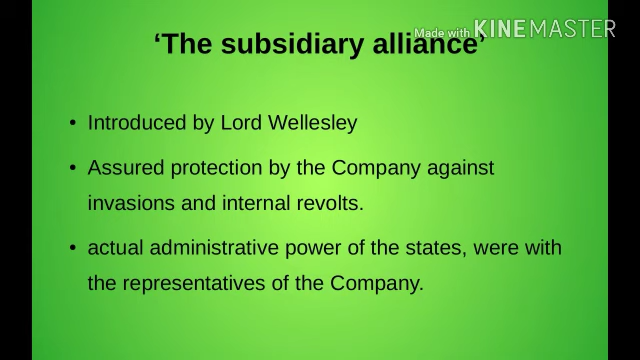 Made with KINEMASTER
‘The subsidiary alliance’
• Introduced by Lord Wellesley
• Assured protection by the Company against
invasions and internal revolts.
• actual administrative power of the states, were with
the representatives of the Company.